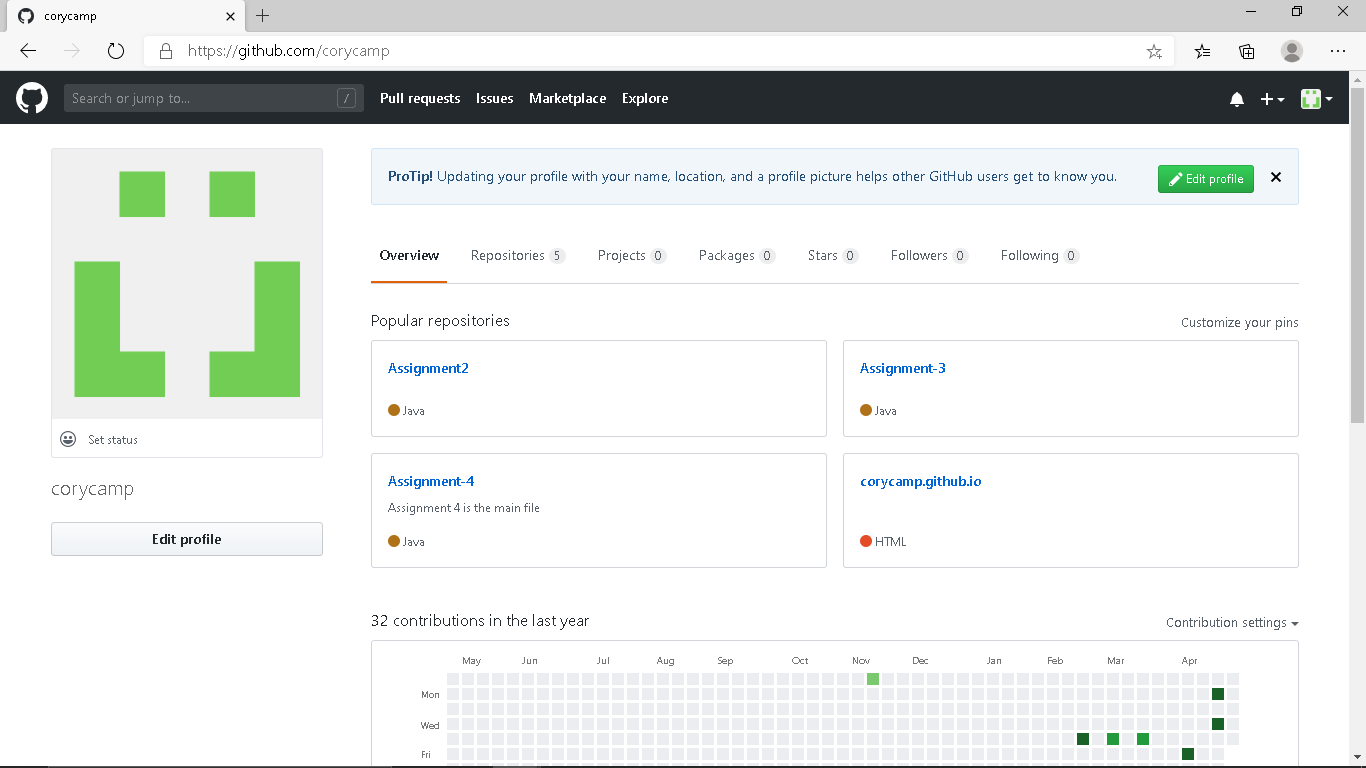 corycamp
https://github.com/corycamp
Search or jump to...
/
Pull requests
Issues
Marketplace
Explore
ProTip! Updating your profile with your name, location, and a profile picture helps other GitHub users get to know you.
Edit profile
Overview
Repositories 5
Projects 0
Packages 0
Stars 0
Followers 0
Following 0
Set status
corycamp
Edit profile
Popular repositories
Customize your pins
Assignment2
Java
Assignment-3
Java
Assignment-4
Assignment 4 is the main file
Java
corycamp.github.io
HTML
32 contributions in the last year
Contribution settings
May Jun Jul Aug Sep Oct Nov Dec Jan Feb Mar Apr
Mon
Wed
Fri